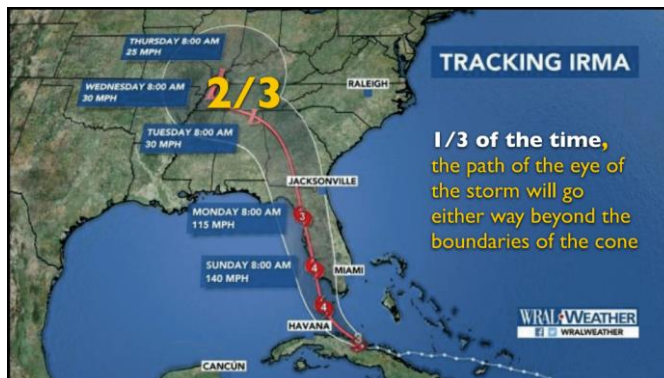 THURSDAY 8:00 AM
25 MPH
WEDNESDAY 8:00 AM
30 MPH
2/3
RALEIGH
TRACKING IRMA
TUESDAY 8:00 AM
30 MPH
1/3 of the time,
the path of the eye of
the storm will go
either way beyond the
boundaries of the cone
JACKSONVILLE
MONDAY 8:00 AM
115 MPH
3
SUNDAY 8:00 AM
140 MPH
4
MIAMI
4
HAVANA
3
CANCÚN
WRAL WEATHER
WRALWEATHER